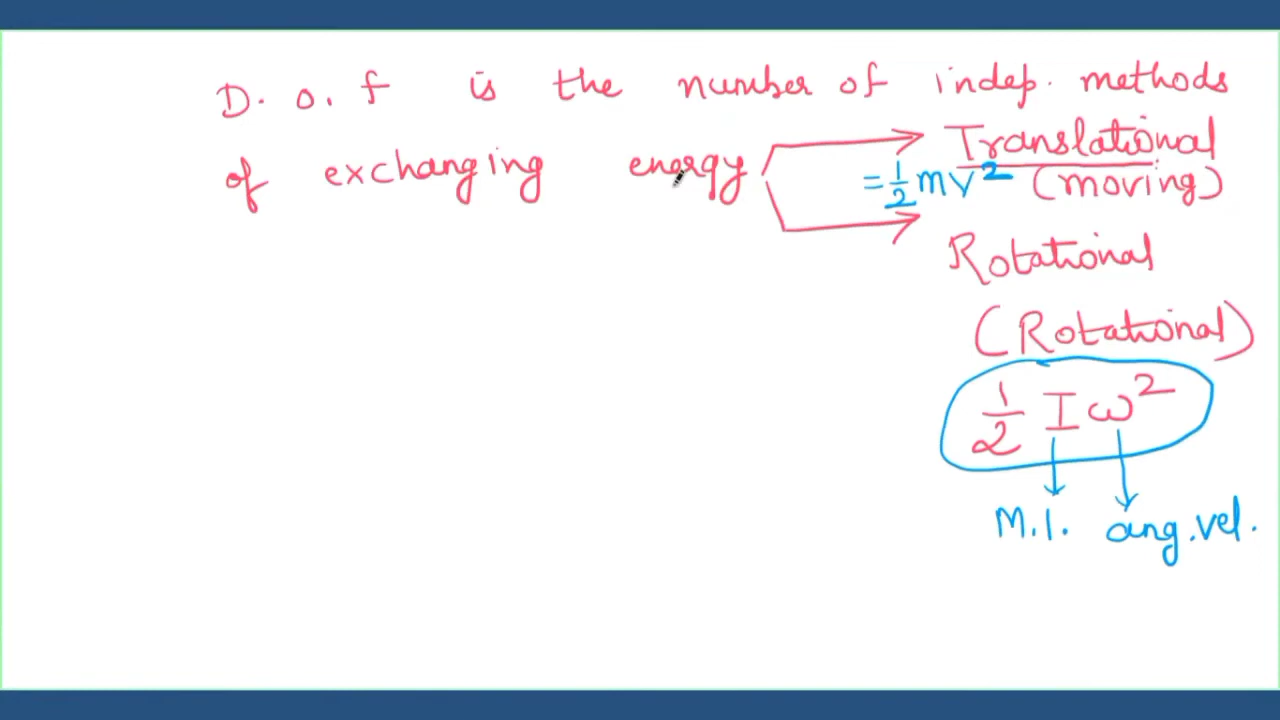 D. o. f is the number of indep. methods
of exchanging energy
Translational
= 1/2 mv² (moving)
Rotational
(Rotational)
1/2 I ω²
M.I. ang.vel.